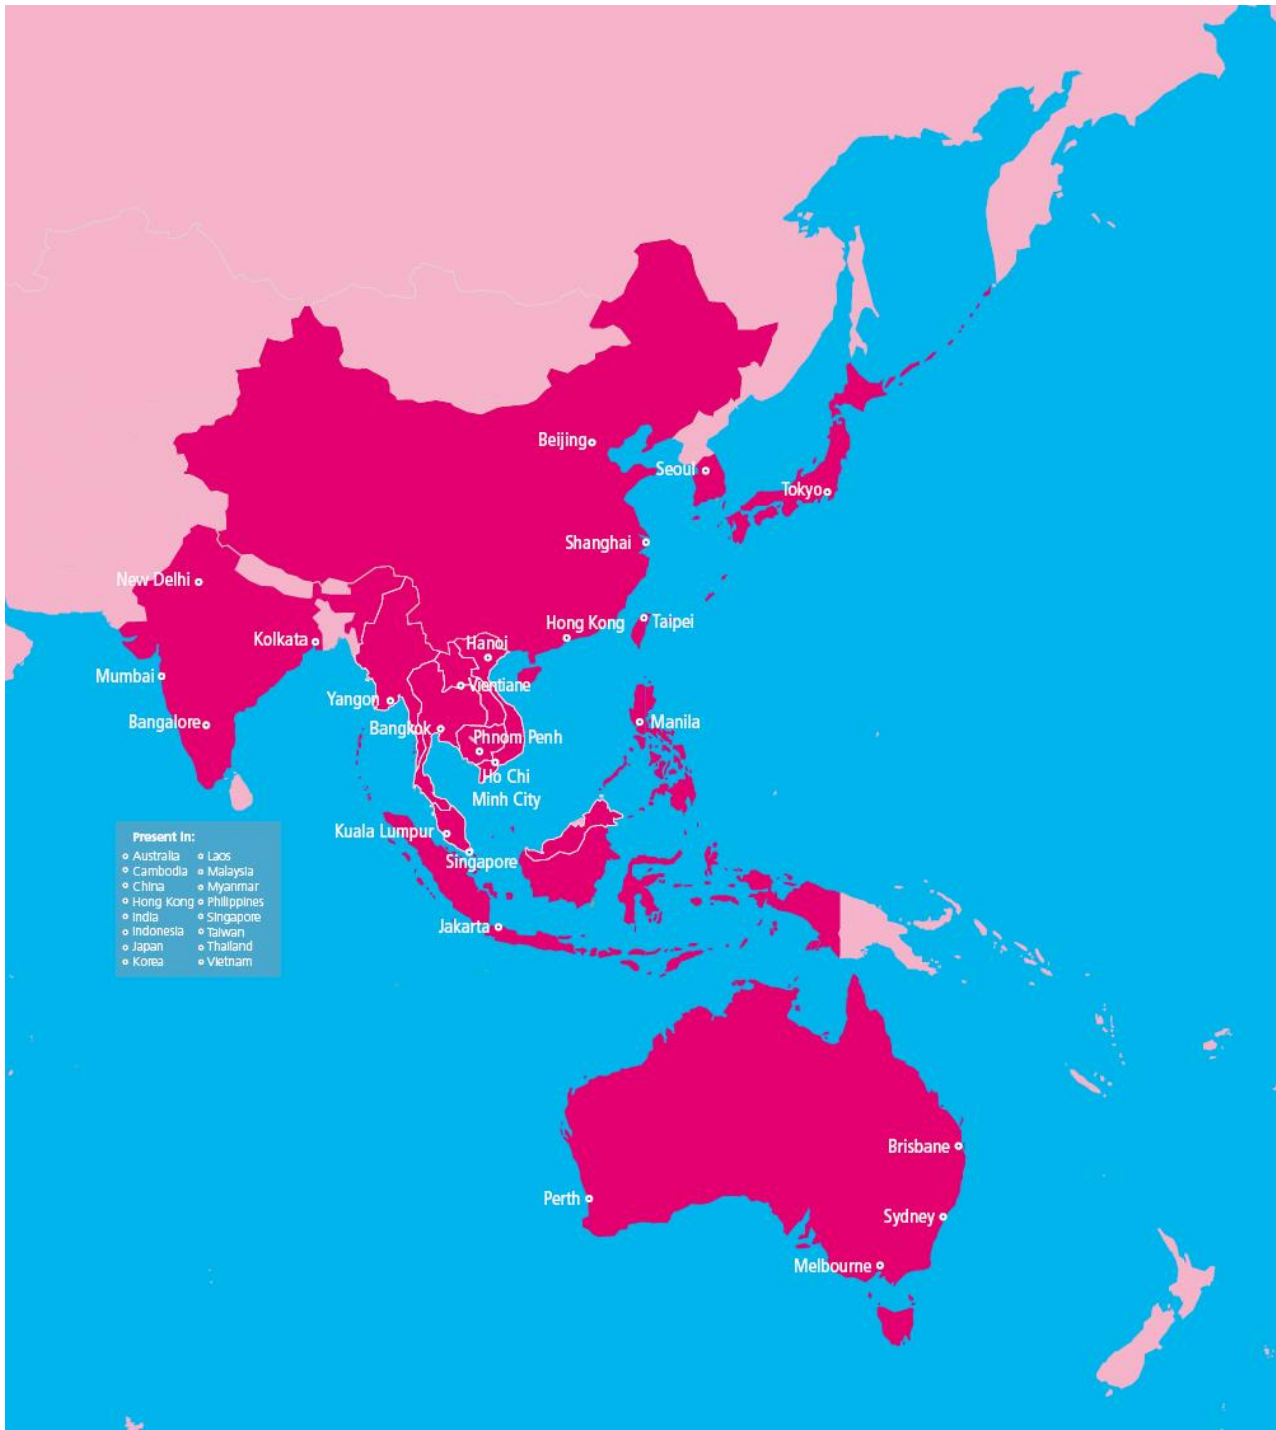 Beijing
Seoul
Tokyo
Shanghai
New Delhi
Hong Kong
Taipei
Kolkata
Hanoi
Mumbai
Vientiane
Yangon
Bangalore
Bangkok
Manila
Phnom Penh
Ho Chi
Minh City
Kuala Lumpur
Singapore
Jakarta
Present in:
Australia
Cambodia
China
Hong Kong
India
Indonesia
Japan
Korea
Laos
Malaysia
Myanmar
Philippines
Singapore
Taiwan
Thailand
Vietnam
Brisbane
Perth
Sydney
Melbourne